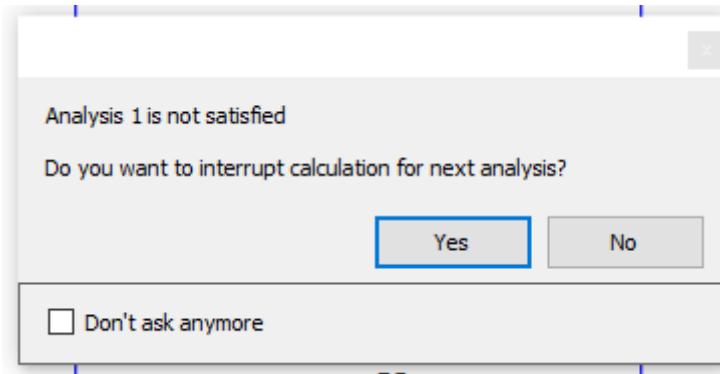 Analysis 1 is not satisfied
Do you want to interrupt calculation for next analysis?
Yes
No
Don't ask anymore